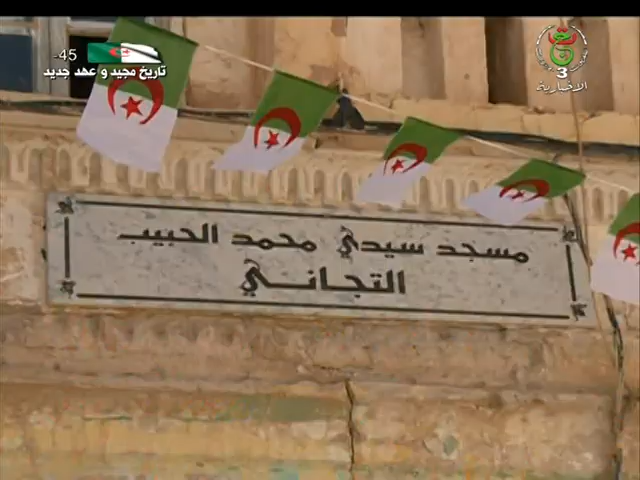 45-
تاريخ مجيد و عهد جديد
3
الإخبارية
مسجد سيدي محمد الحبيب
التجاني